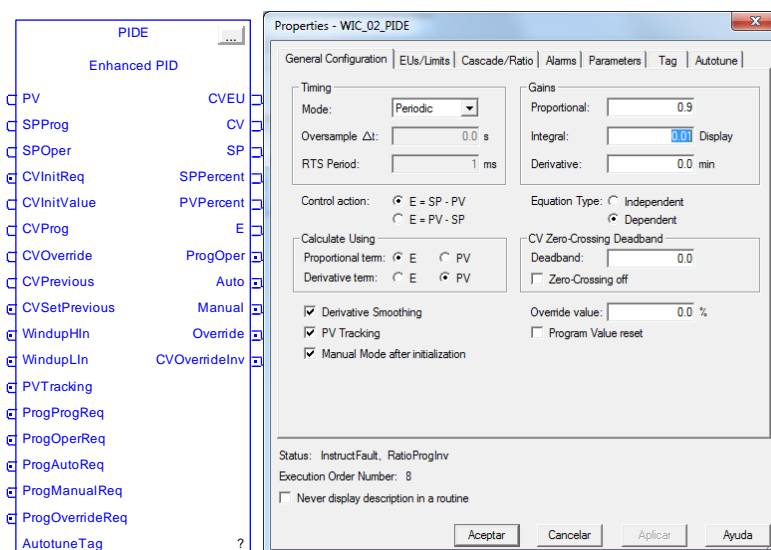 PIDE
...
Enhanced PID
PV CVEU
SPProg CV
SPOper SP
CVInitReq SPPercent
CVInitValue PVPercent
CVProg E
CVOverride ProgOper
CVPrevious Auto
CVSetPrevious Manual
WindupHIn Override
WindupLIn CVOverrideInv
PVTracking
ProgProgReq
ProgOperReq
ProgAutoReq
ProgManualReq
ProgOverrideReq
AutotuneTag ?
Properties - WIC_02_PIDE
General Configuration EUs/Limits Cascade/Ratio Alarms Parameters Tag Autotune
Timing
Mode: Periodic
Oversample Δt: 0.0 s
RTS Period: 1 ms
Gains
Proportional: 0.9
Integral: 0.01 Display
Derivative: 0.0 min
Control action: E = SP - PV
E = PV - SP
Equation Type: Independent
Dependent
Calculate Using
Proportional term: E PV
Derivative term: E PV
CV Zero-Crossing Deadband
Deadband: 0.0
Zero-Crossing off
Derivative Smoothing
PV Tracking
Manual Mode after initialization
Override value: 0.0 %
Program Value reset
Status: InstructFault, RatioProgInv
Execution Order Number: 8
Never display description in a routine
Aceptar Cancelar Aplicar Ayuda